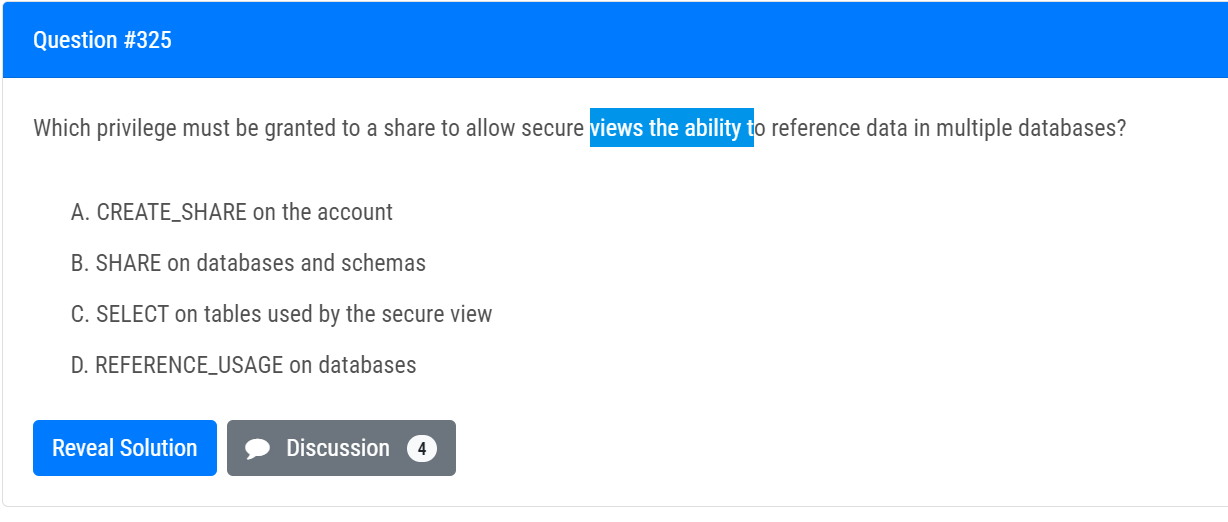 Question #325
Which privilege must be granted to a share to allow secure views the ability to reference data in multiple databases?
A. CREATE_SHARE on the account
B. SHARE on databases and schemas
C. SELECT on tables used by the secure view
D. REFERENCE_USAGE on databases
Reveal Solution Discussion 4